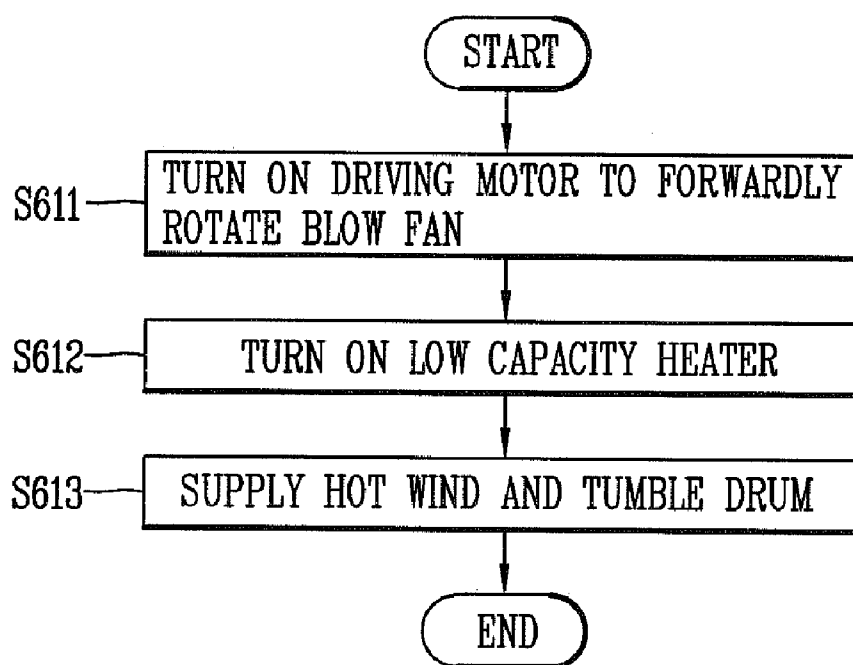 START
S611
TURN ON DRIVING MOTOR TO FORWARDLY
ROTATE BLOW FAN
S612
TURN ON LOW CAPACITY HEATER
S613
SUPPLY HOT WIND AND TUMBLE DRUM
END